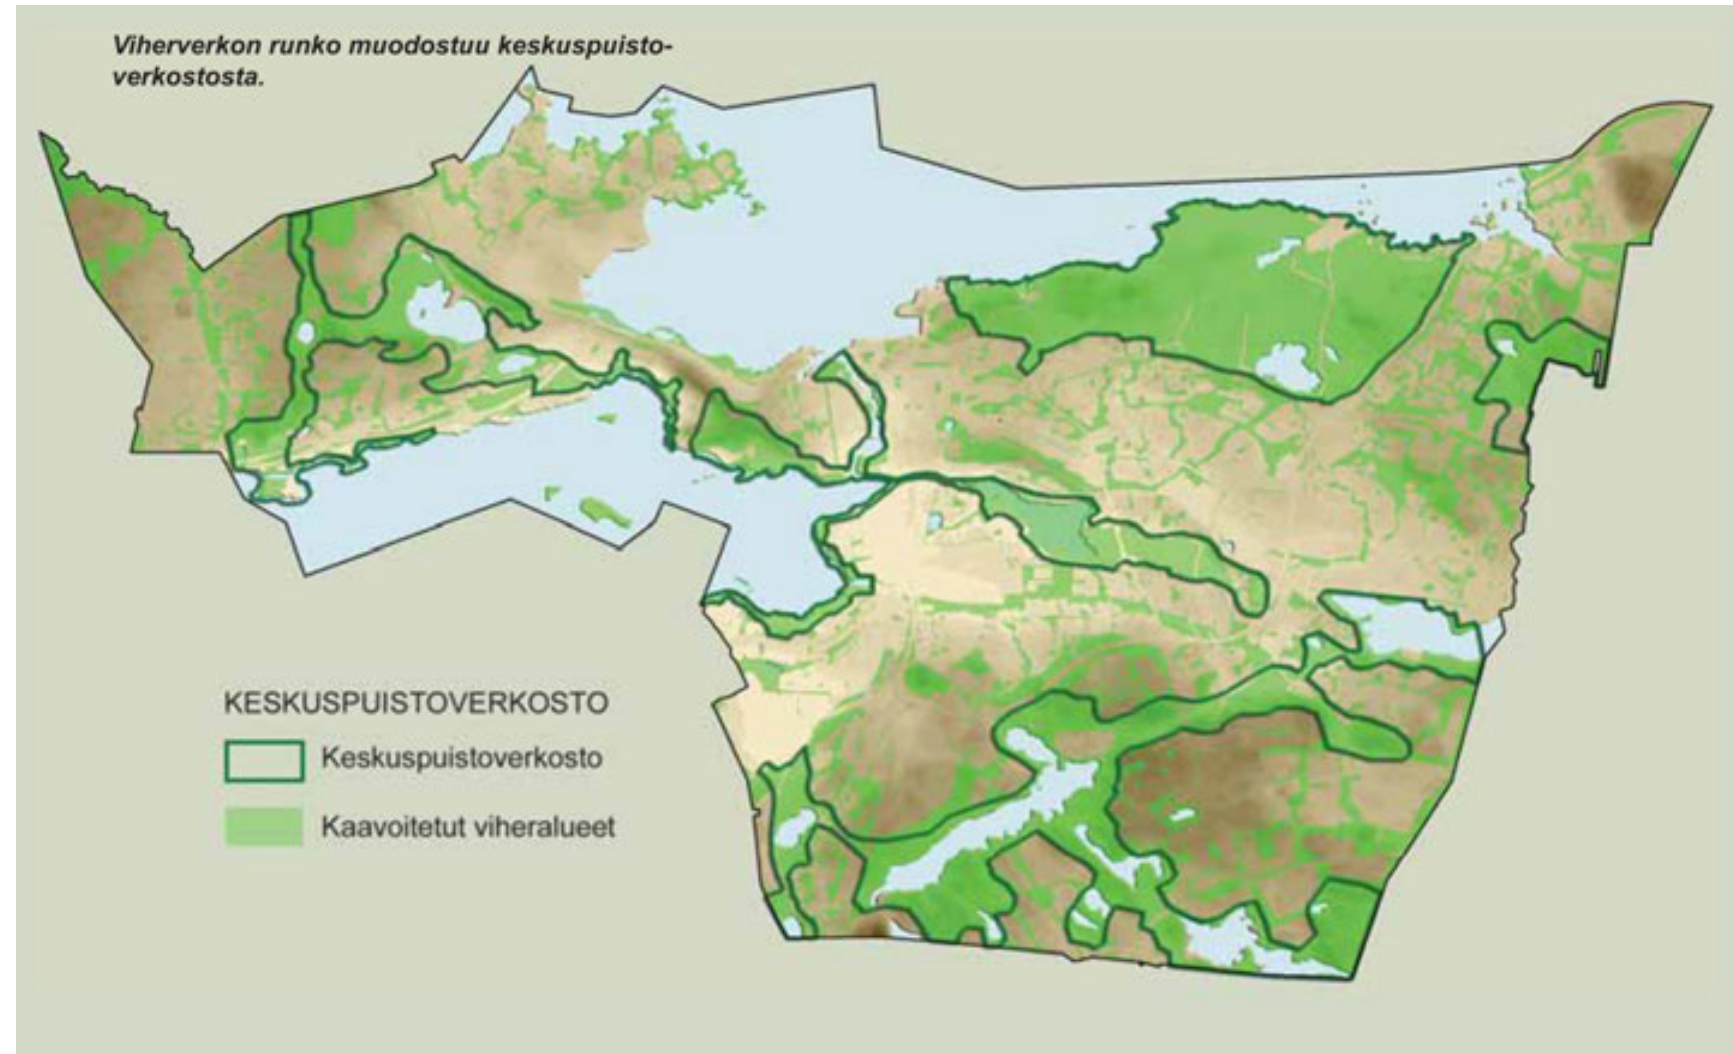 Viherverkon runko muodostuu keskuspuisto-
verkostosta.
KESKUSPUISTOVERKOSTO
Keskuspuistoverkosto
Kaavoitetut viheralueet